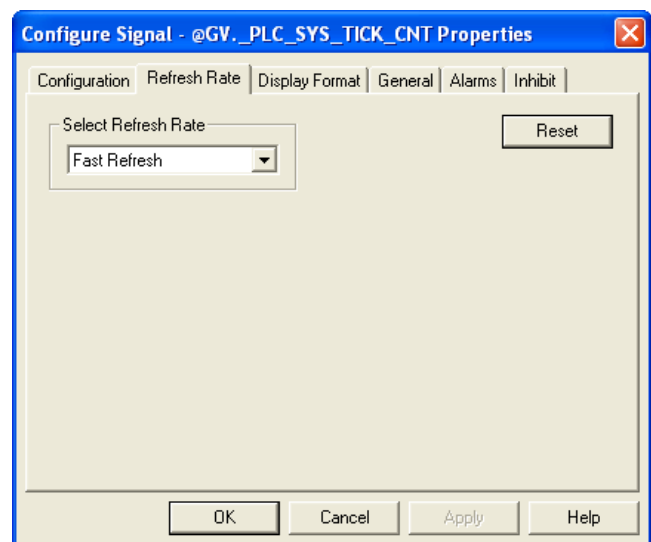 Configure Signal - @GV._PLC_SYS_TICK_CNT Properties
Configuration Refresh Rate Display Format General Alarms Inhibit
Select Refresh Rate
Reset
Fast Refresh
OK Cancel Apply Help